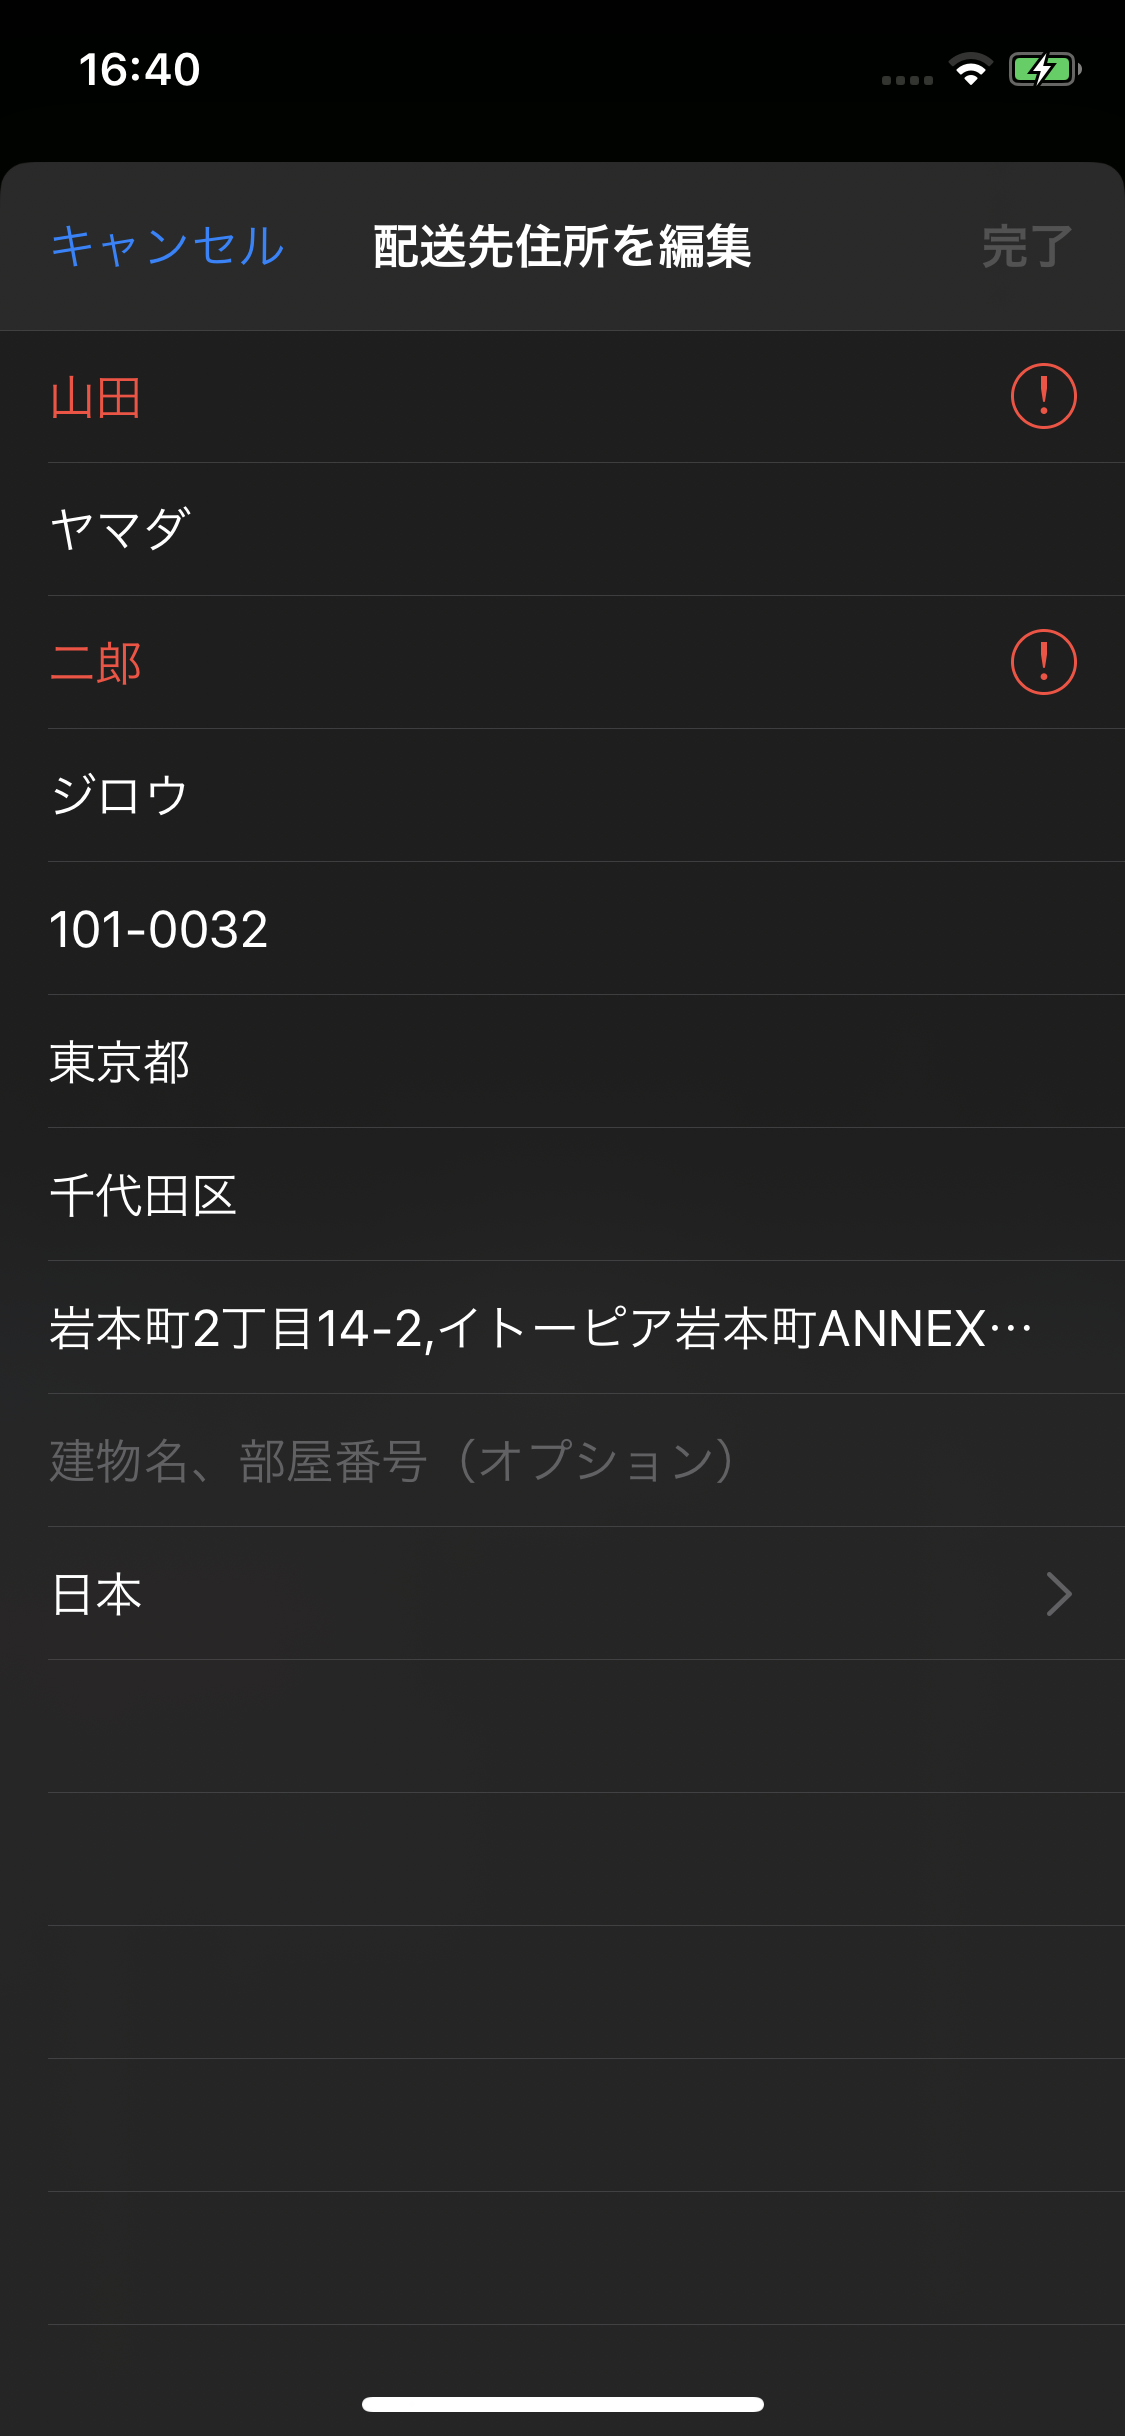 16:40
キャンセル 配送先住所を編集 完了
山田
ヤマダ
二郎
ジロウ
101-0032
東京都
千代田区
岩本町2丁目14-2,イトーピア岩本町ANNEX…
建物名、部屋番号（オプション）
日本